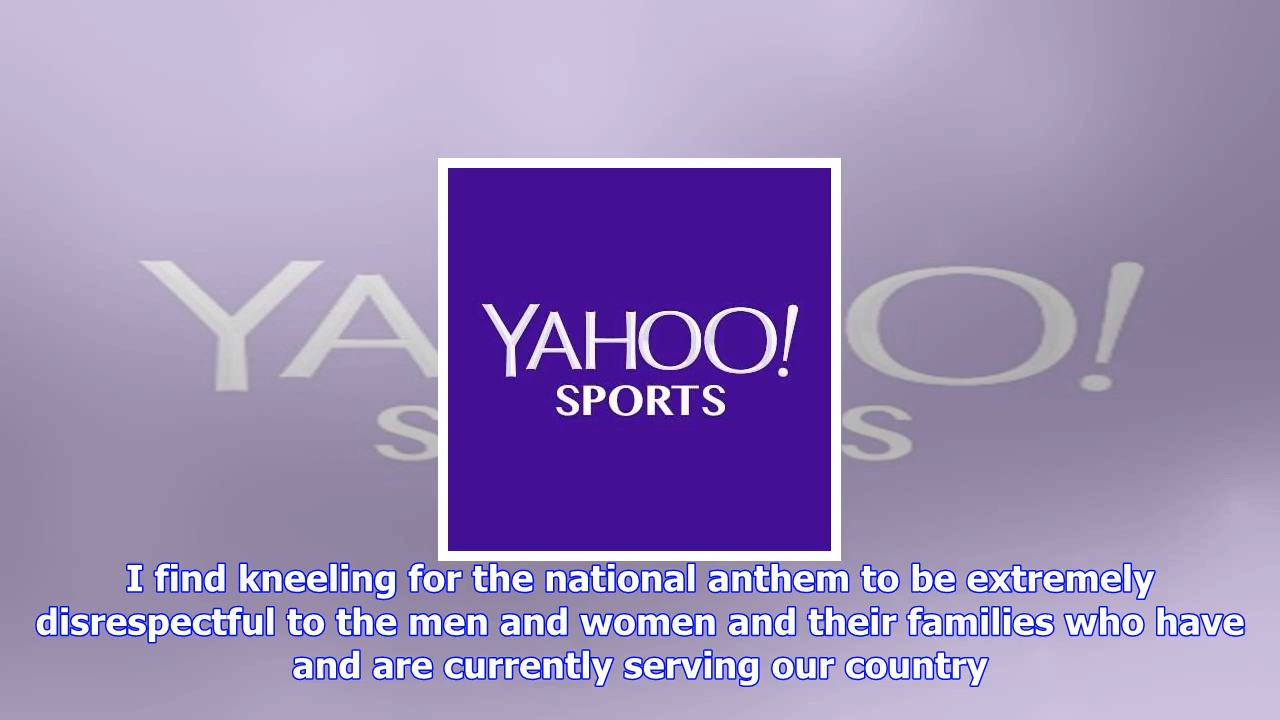 YAHOO!
SPORTS
I find kneeling for the national anthem to be extremely
disrespectful to the men and women and their families who have
and are currently serving our country